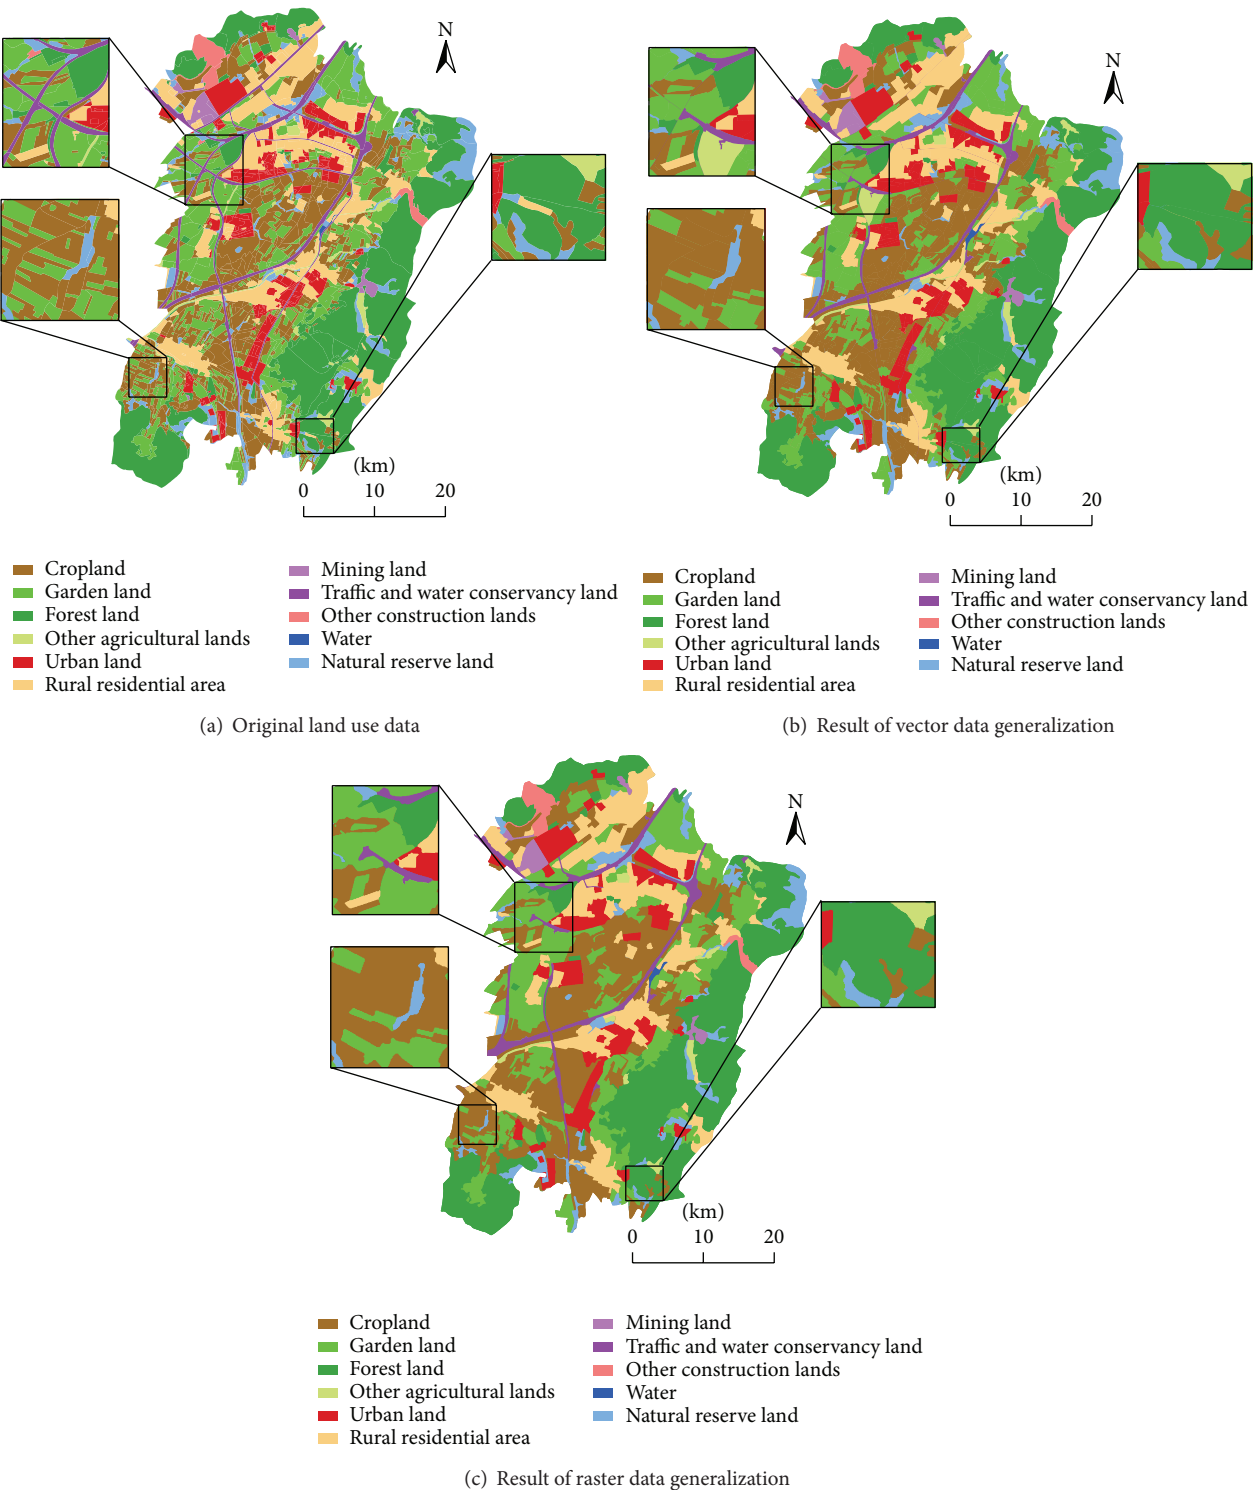 N
(km)
0 10 20
Cropland
Garden land
Forest land
Other agricultural lands
Urban land
Rural residential area
Mining land
Traffic and water conservancy land
Other construction lands
Water
Natural reserve land
(a) Original land use data
N
(km)
0 10 20
Cropland
Garden land
Forest land
Other agricultural lands
Urban land
Rural residential area
Mining land
Traffic and water conservancy land
Other construction lands
Water
Natural reserve land
(b) Result of vector data generalization
N
(km)
0 10 20
Cropland
Garden land
Forest land
Other agricultural lands
Urban land
Rural residential area
Mining land
Traffic and water conservancy land
Other construction lands
Water
Natural reserve land
(c) Result of raster data generalization